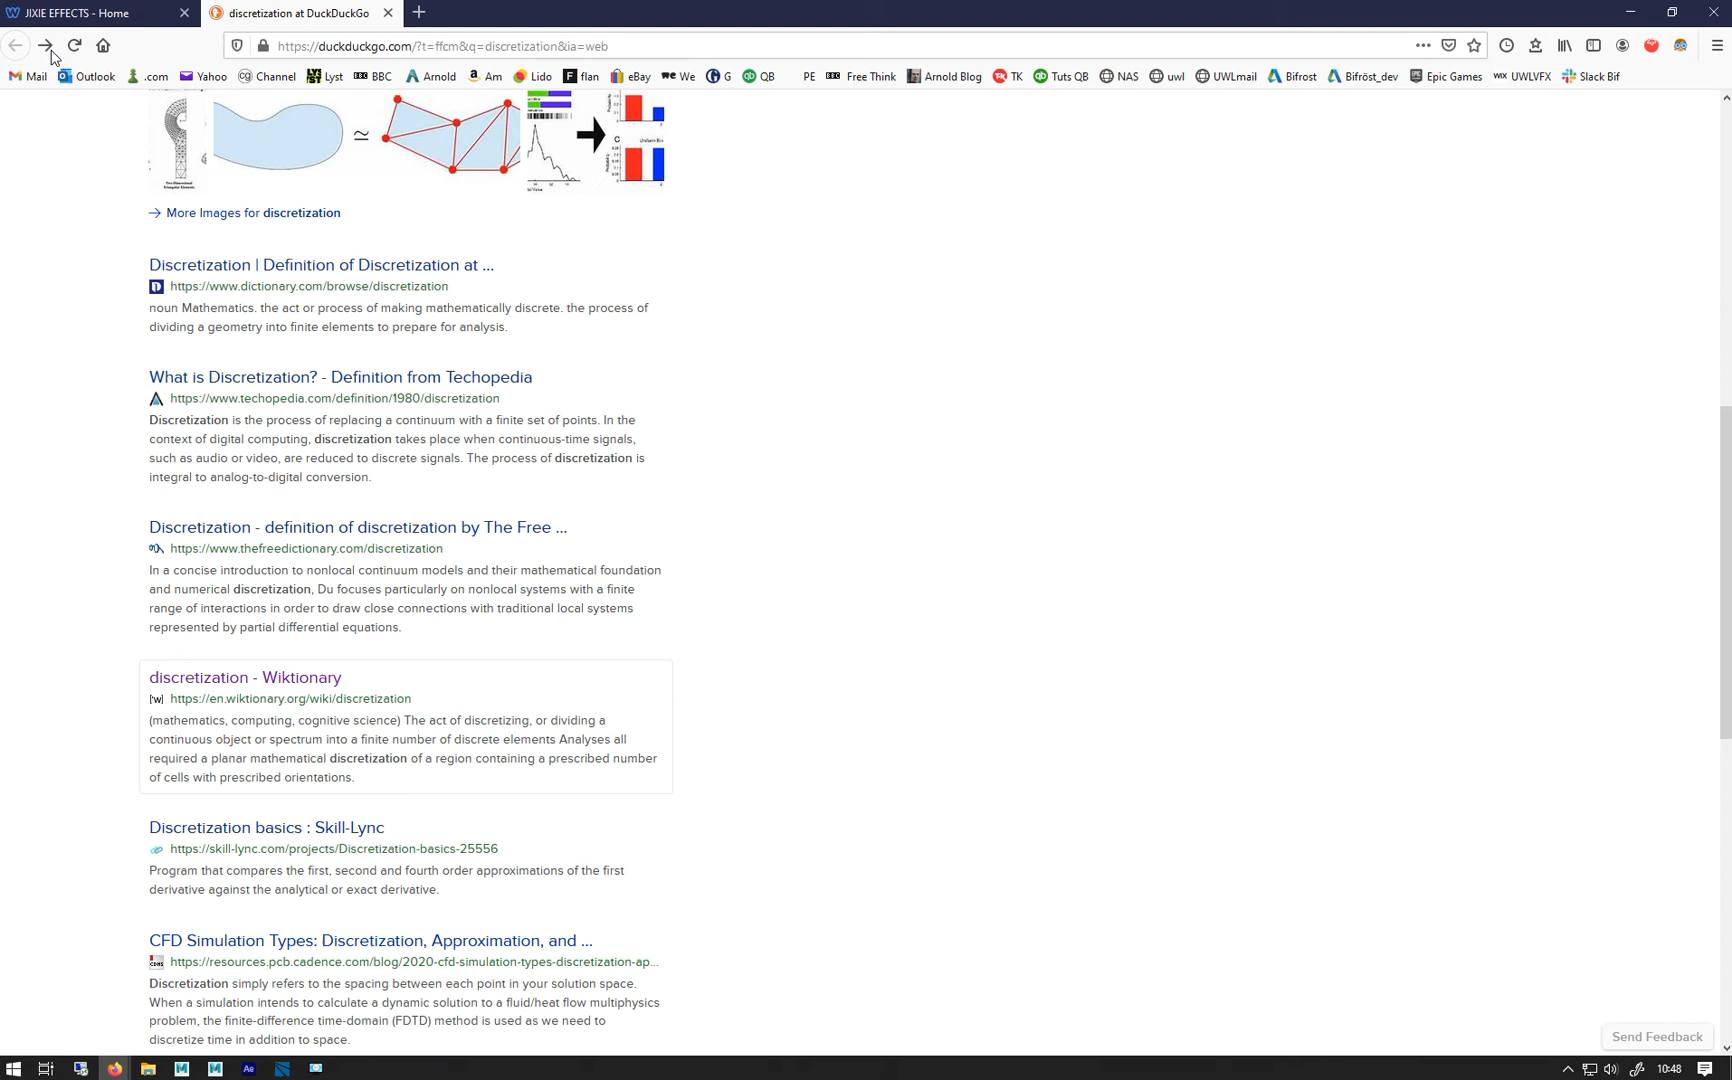 JIXIE EFFECTS - Home
discretization at DuckDuckGo
https://duckduckgo.com/?t=ffcm&q=discretization&ia=web
Mail Outlook .com Yahoo Channel Lyst BBC Arnold Am Lido flan eBay We G QB PE Free Think Arnold Blog TK Tuts QB NAS uwl UWLmail Bifrost Bifröst_dev Epic Games UWLVFX Slack Bif
More Images for discretization
Discretization | Definition of Discretization at ...
https://www.dictionary.com/browse/discretization
noun Mathematics. the act or process of making mathematically discrete. the process of
dividing a geometry into finite elements to prepare for analysis.
What is Discretization? - Definition from Techopedia
https://www.techopedia.com/definition/1980/discretization
Discretization is the process of replacing a continuum with a finite set of points. In the
context of digital computing, discretization takes place when continuous-time signals,
such as audio or video, are reduced to discrete signals. The process of discretization is
integral to analog-to-digital conversion.
Discretization - definition of discretization by The Free ...
https://www.thefreedictionary.com/discretization
In a concise introduction to nonlocal continuum models and their mathematical foundation
and numerical discretization, Du focuses particularly on nonlocal systems with a finite
range of interactions in order to draw close connections with traditional local systems
represented by partial differential equations.
discretization - Wiktionary
https://en.wiktionary.org/wiki/discretization
(mathematics, computing, cognitive science) The act of discretizing, or dividing a
continuous object or spectrum into a finite number of discrete elements Analyses all
required a planar mathematical discretization of a region containing a prescribed number
of cells with prescribed orientations.
Discretization basics : Skill-Lync
https://skill-lync.com/projects/Discretization-basics-25556
Program that compares the first, second and fourth order approximations of the first
derivative against the analytical or exact derivative.
CFD Simulation Types: Discretization, Approximation, and ...
https://resources.pcb.cadence.com/blog/2020-cfd-simulation-types-discretization-ap...
Discretization simply refers to the spacing between each point in your solution space.
When a simulation intends to calculate a dynamic solution to a fluid/heat flow multiphysics
problem, the finite-difference time-domain (FDTD) method is used as we need to
discretize time in addition to space.
Send Feedback
10:48